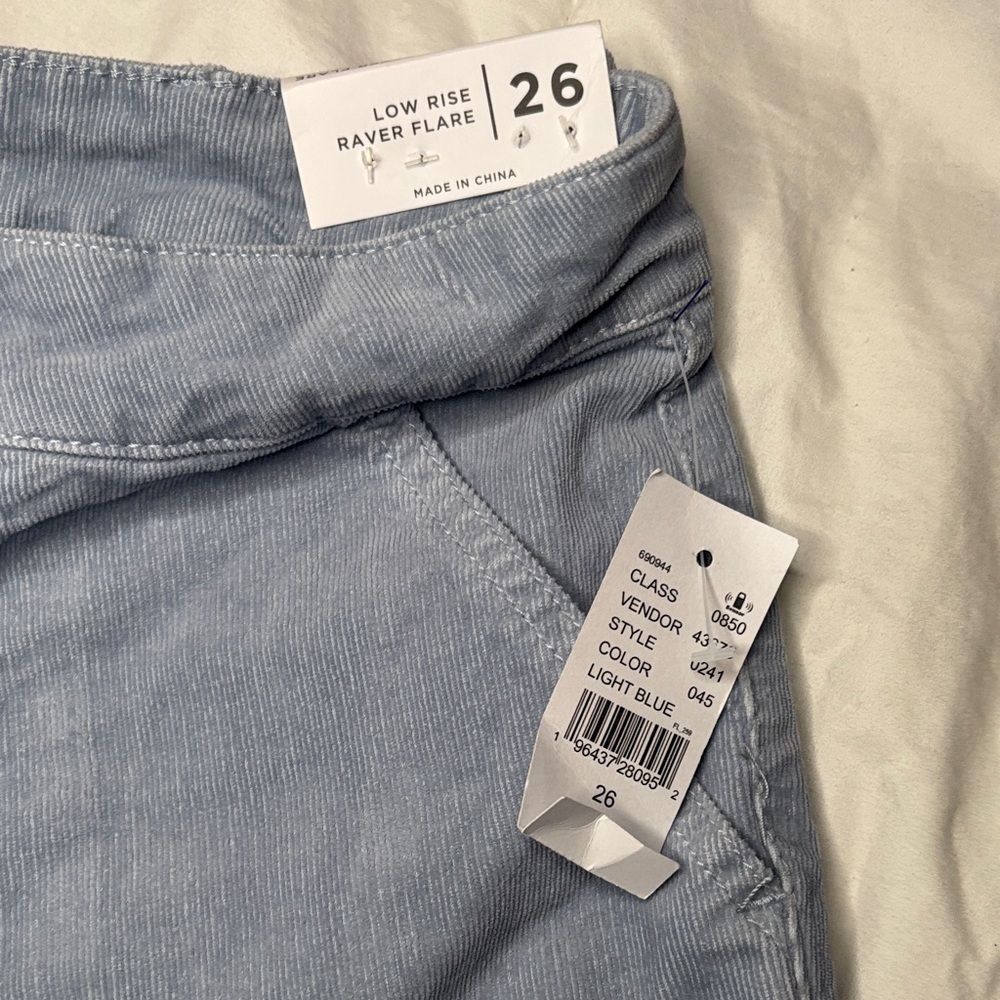 LOW RISE
RAVER FLARE
26
MADE IN CHINA
690944
CLASS 0850
VENDOR
STYLE 0241
COLOR 045
LIGHT BLUE
FL_259
1 96437 28095 2
26